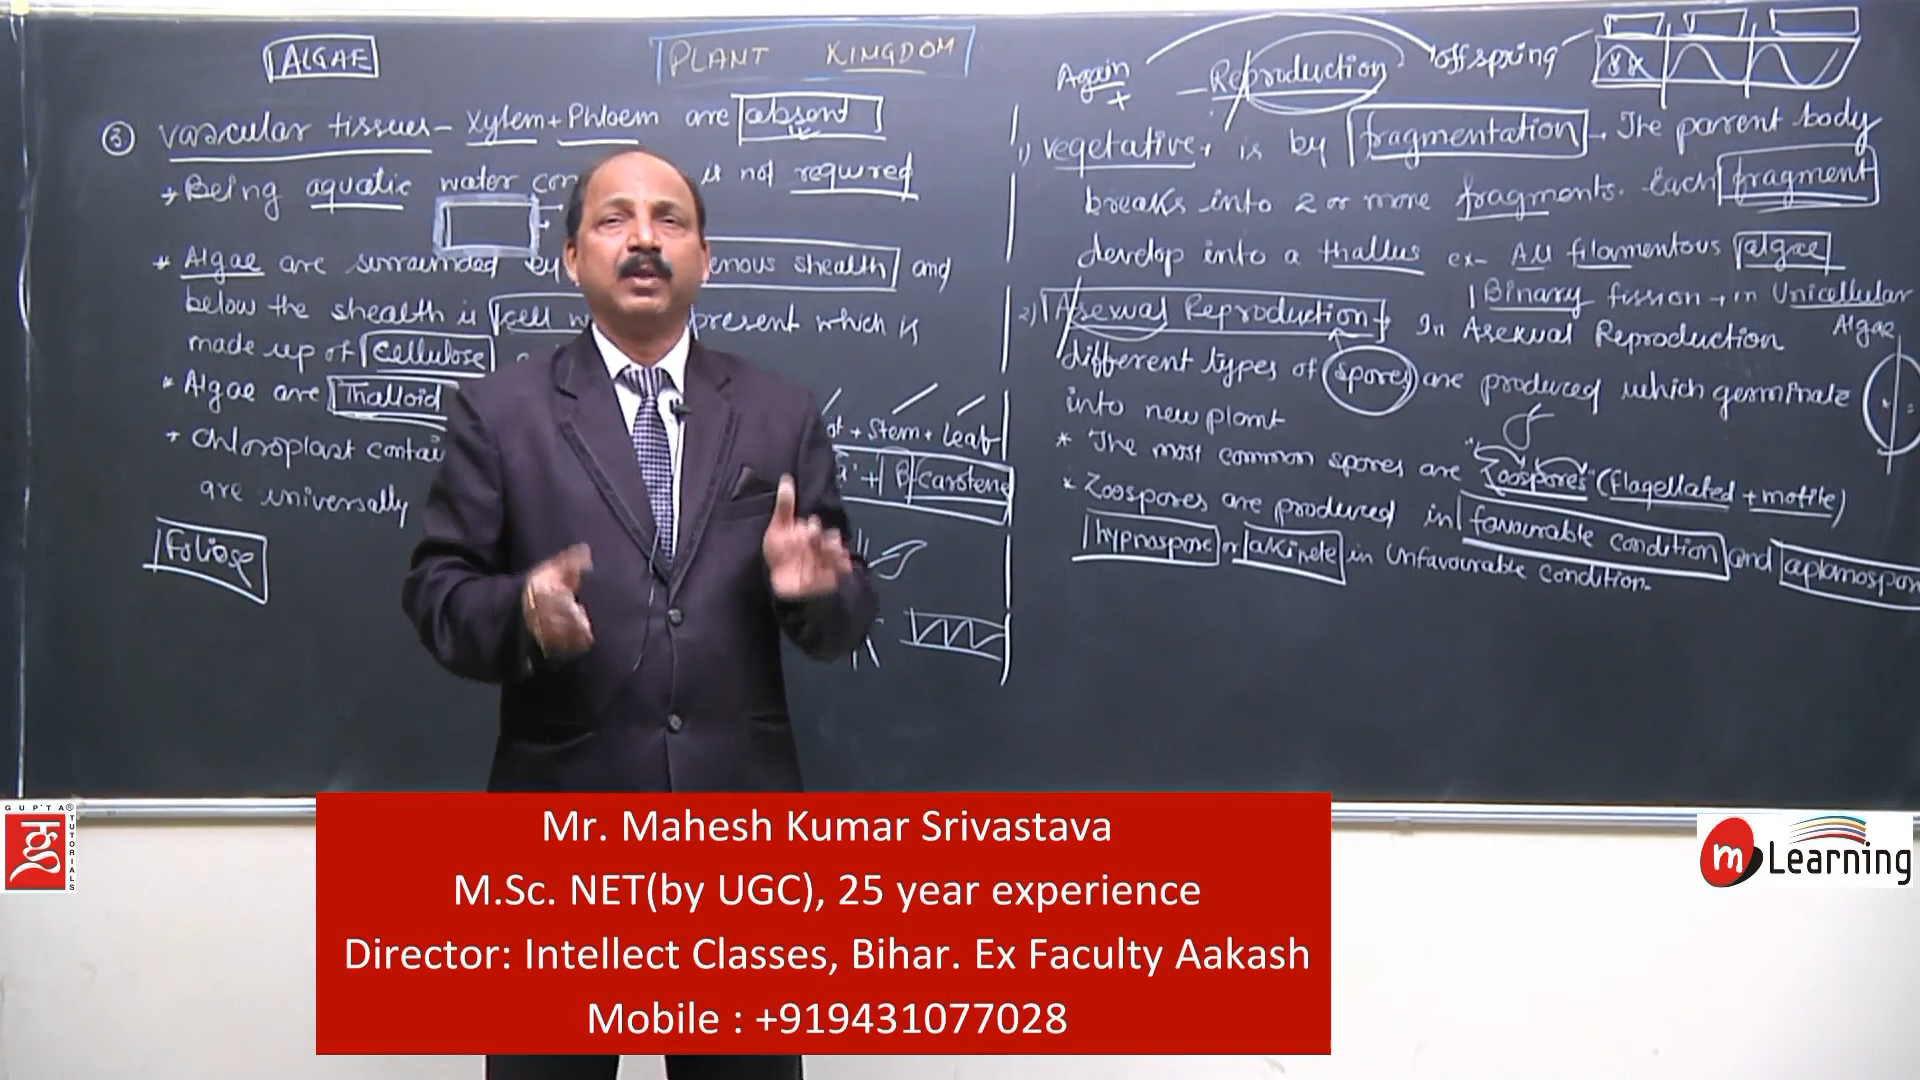 ALGAE
PLANT KINGDOM
③ vascular tissues - Xylem + Phloem are absent
→ Being aquatic water con is not required
* Algae are surrounded by enous shealth and
below the shealth is cell w present which is
made up of cellulose
* Algae are Thalloid
+ Stem + Leaf
+ Chloroplast contai
+ B Carotene
are universally
Foliose
Again + - Reproduction offspring
1) vegetative → is by fragmentation → The parent body
breaks into 2 or more fragments. Each fragment
develop into a thallus ex- All filamentous algae
Binary fission → in Unicellular
Algae
2) Asexual Reproduction → In Asexual Reproduction
different types of spores are produced which germinate
into new plant
* The most common spores are "Zoospores" (flagellated + motile)
* Zoospores are produced in favourable condition and aplanospor
hypnospore or akinete in unfavourable condition.
GUPTA®
TUTORIALS
m Learning
Mr. Mahesh Kumar Srivastava
M.Sc. NET(by UGC), 25 year experience
Director: Intellect Classes, Bihar. Ex Faculty Aakash
Mobile : +919431077028